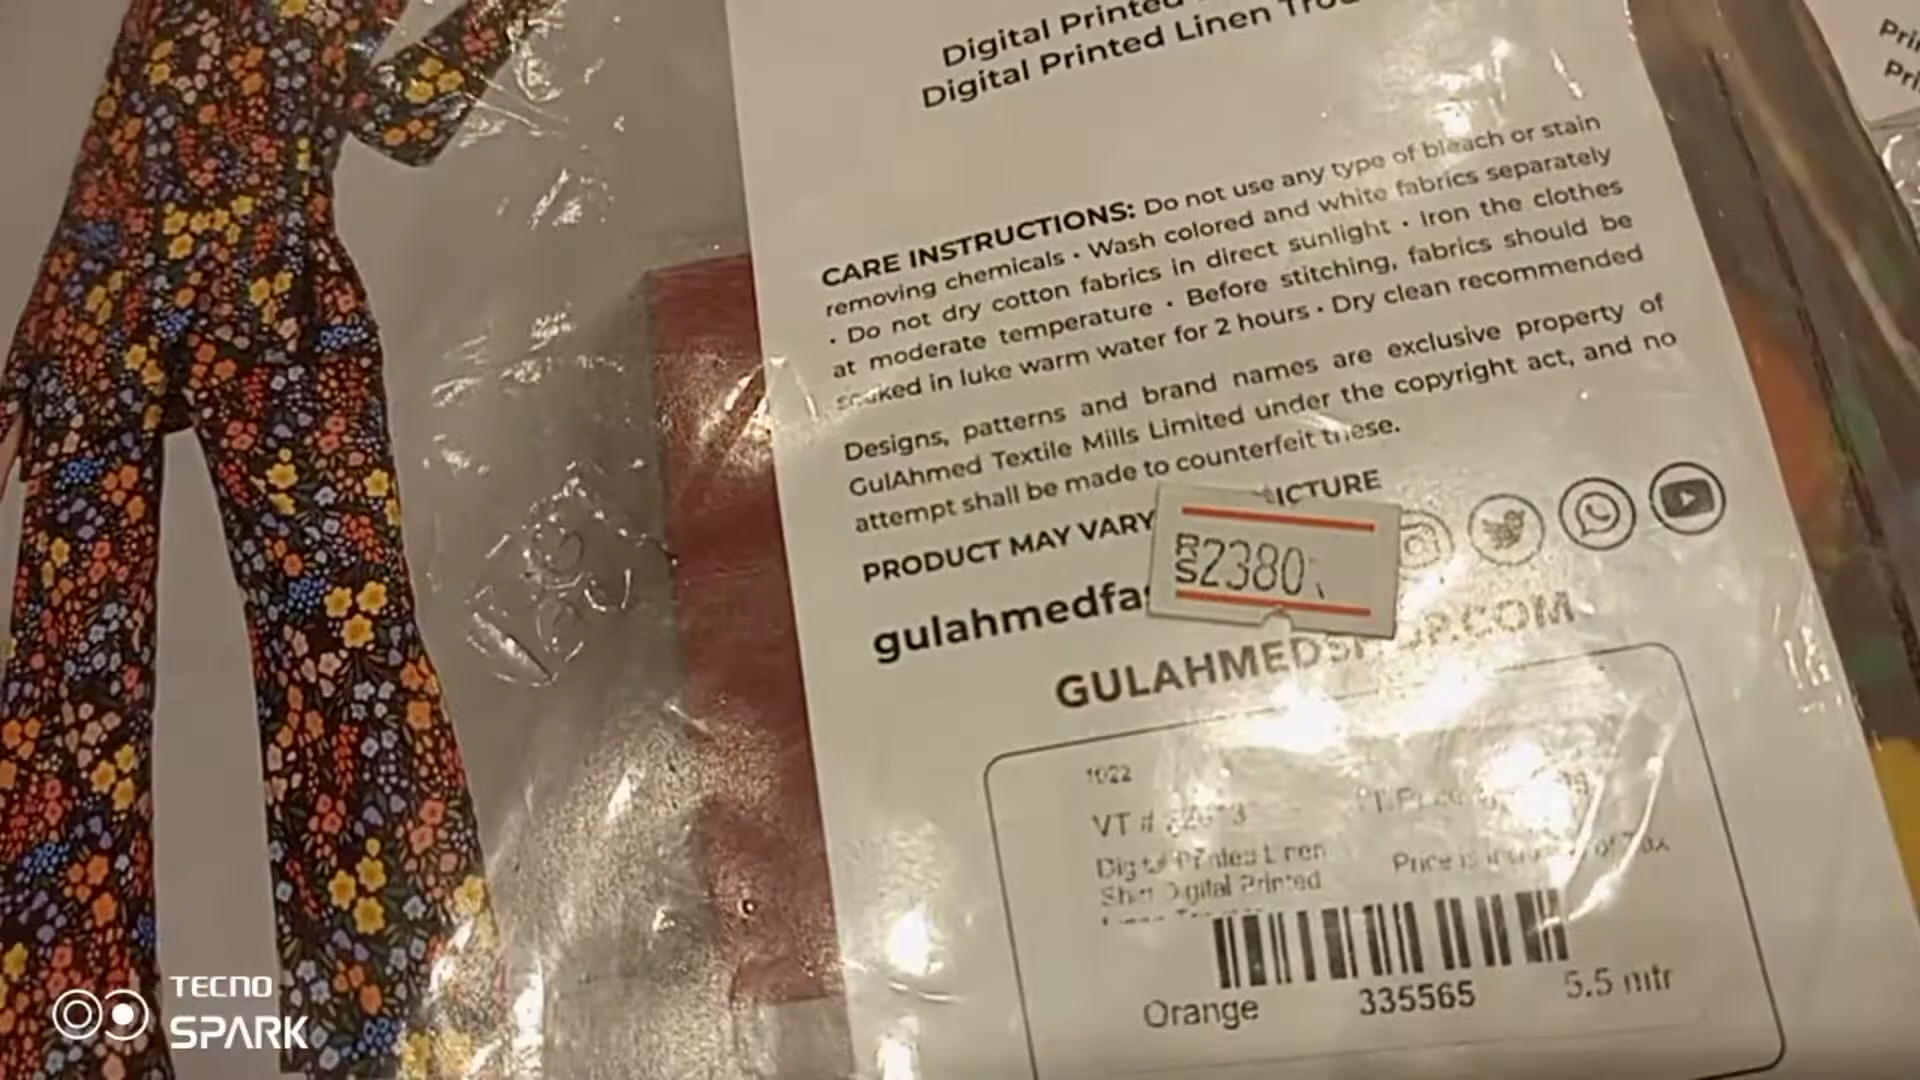 Digital Printed
Digital Printed Linen
CARE INSTRUCTIONS: Do not use any type of bleach or stain
removing chemicals • Wash colored and white fabrics separately
• Do not dry cotton fabrics in direct sunlight • Iron the clothes
at moderate temperature • Before stitching, fabrics should be
soaked in luke warm water for 2 hours • Dry clean recommended
Designs, patterns and brand names are exclusive property of
GulAhmed Textile Mills Limited under the copyright act, and no
attempt shall be made to counterfeit these.
PRODUCT MAY VARY ICTURE
RS2380
gulahmedfa
GULAHMEDSHOP.COM
1022
VT #
Digital Printed Linen
Price is of Tax
Shirt Digital Printed
Orange 335565 5.5 mtr
TECNO
SPARK